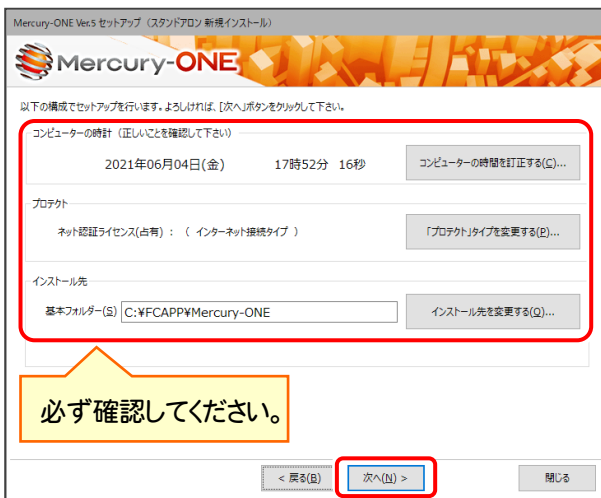 Mercury-ONE Ver.5 セットアップ（スタンドアロン 新規インストール）
Mercury-ONE
以下の構成でセットアップを行います。よろしければ、[次へ]ボタンをクリックして下さい。
コンピューターの時計（正しいことを確認して下さい）
2021年06月04日(金) 17時52分 16秒 コンピューターの時間を訂正する(C)...
プロテクト
ネット認証ライセンス(占有) : （ インターネット接続タイプ ） 「プロテクト」タイプを変更する(P)...
インストール先
基本フォルダー(S) C:¥FCAPP¥Mercury-ONE インストール先を変更する(O)...
必ず確認してください。
< 戻る(B) 次へ(N) > 閉じる